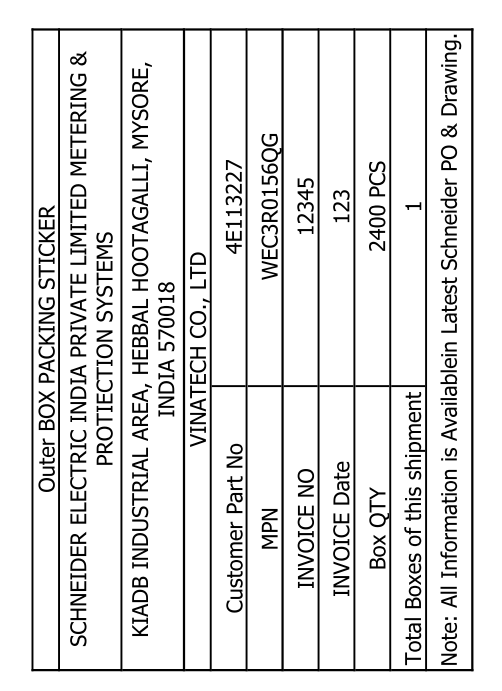 Outer BOX PACKING STICKER
SCHNEIDER ELECTRIC INDIA PRIVATE LIMITED METERING &
PROTIECTION SYSTEMS
KIADB INDUSTRIAL AREA, HEBBAL HOOTAGALLI, MYSORE,
INDIA 570018
VINATECH CO., LTD
Customer Part No 4E113227
MPN WEC3R0156QG
INVOICE NO 12345
INVOICE Date 123
Box QTY 2400 PCS
Total Boxes of this shipment 1
Note: All Information is Availablein Latest Schneider PO & Drawing.